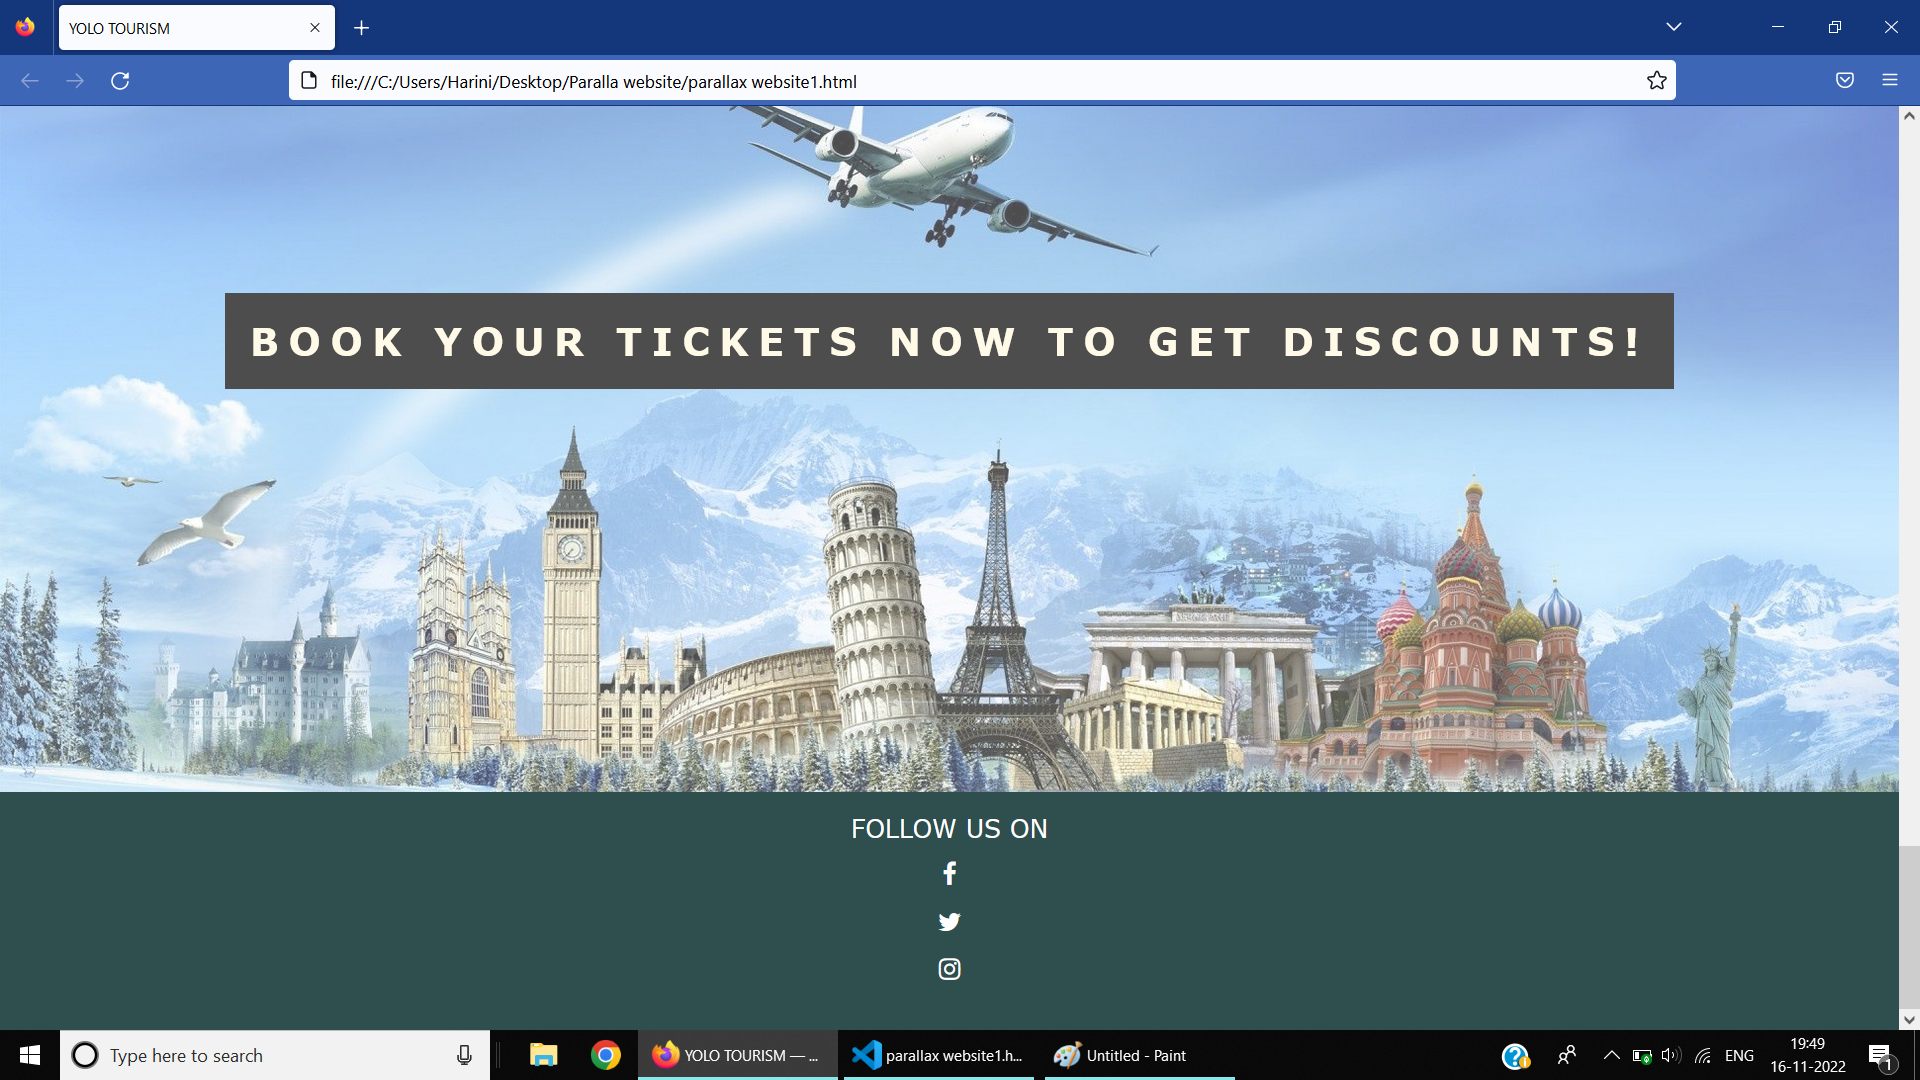 YOLO TOURISM
file:///C:/Users/Harini/Desktop/Paralla website/parallax website1.html
BOOK YOUR TICKETS NOW TO GET DISCOUNTS!
FOLLOW US ON
Type here to search
YOLO TOURISM — ...
parallax website1.h...
Untitled - Paint
ENG
19:49
16-11-2022
1